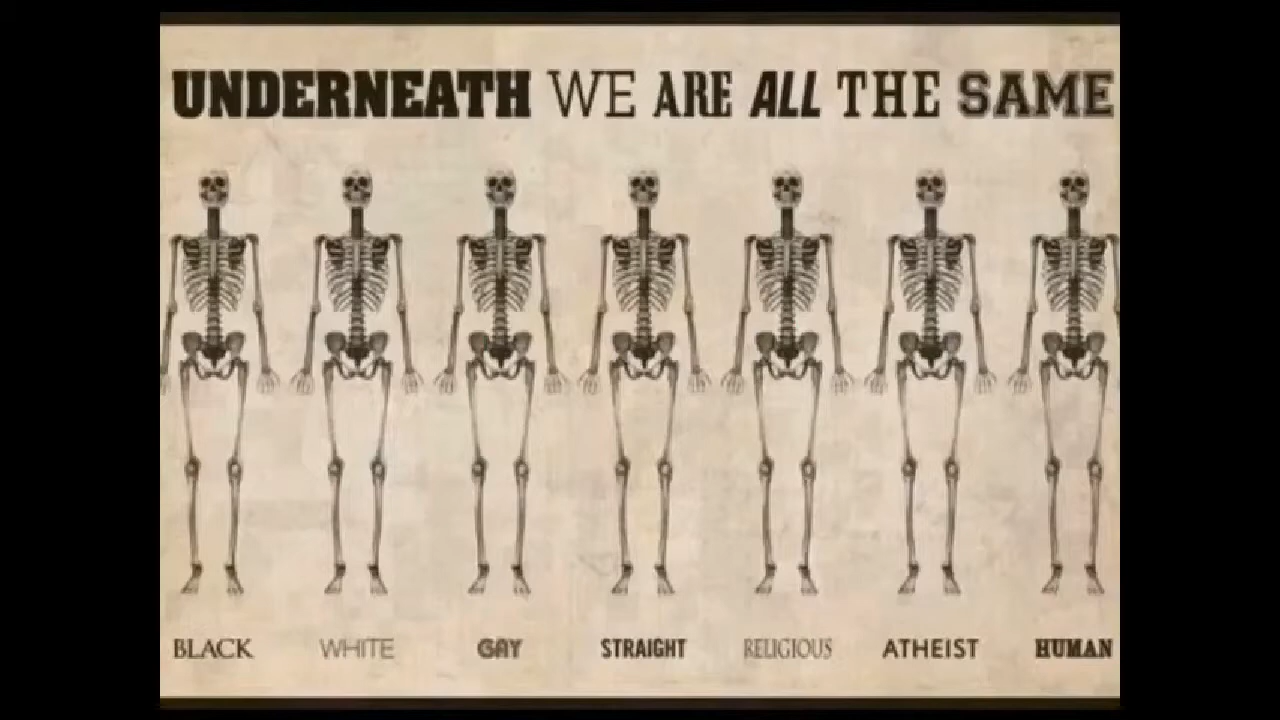 UNDERNEATH WE ARE ALL THE SAME
BLACK WHITE GAY STRAIGHT RELIGIOUS ATHEIST HUMAN